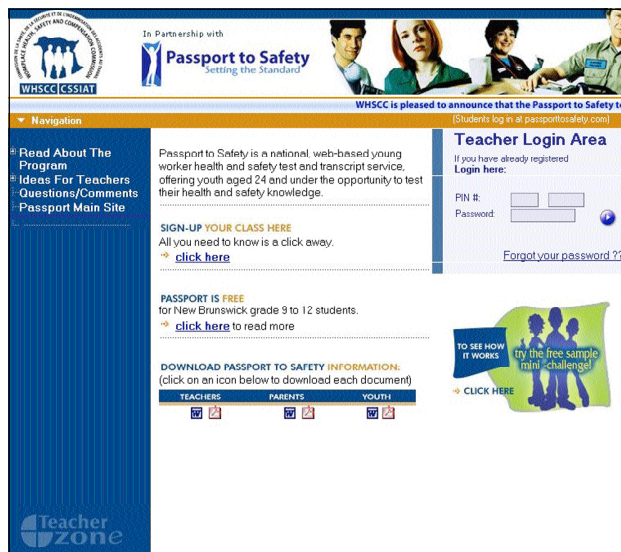 WORKPLACE HEALTH, SAFETY AND COMPENSATION COMMISSION
WHSCC CSSIAT
In Partnership with
Passport to Safety
Setting the Standard
WHSCC is pleased to announce that the Passport to Safety t
Navigation
(Students log in at passporttosafety.com)
Read About The
Program
Ideas For Teachers
Questions/Comments
Passport Main Site
Passport to Safety is a national, web-based young
worker health and safety test and transcript service,
offering youth aged 24 and under the opportunity to test
their health and safety knowledge.
SIGN-UP YOUR CLASS HERE
All you need to know is a click away.
click here
PASSPORT IS FREE
for New Brunswick grade 9 to 12 students.
click here to read more
DOWNLOAD PASSPORT TO SAFETY INFORMATION:
(click on an icon below to download each document)
TEACHERS PARENTS YOUTH
Teacher Login Area
If you have already registered
Login here:
PIN #:
Password:
Forgot your password ??
TO SEE HOW
IT WORKS
try the free sample
mini -challenge!
CLICK HERE
Teacher
zone